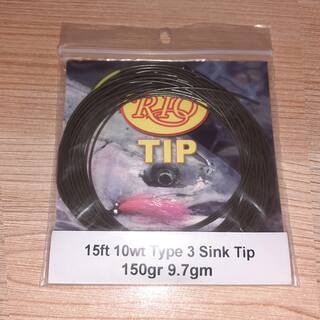 RIO
TIP
15ft 10wt Type 3 Sink Tip
150gr 9.7gm